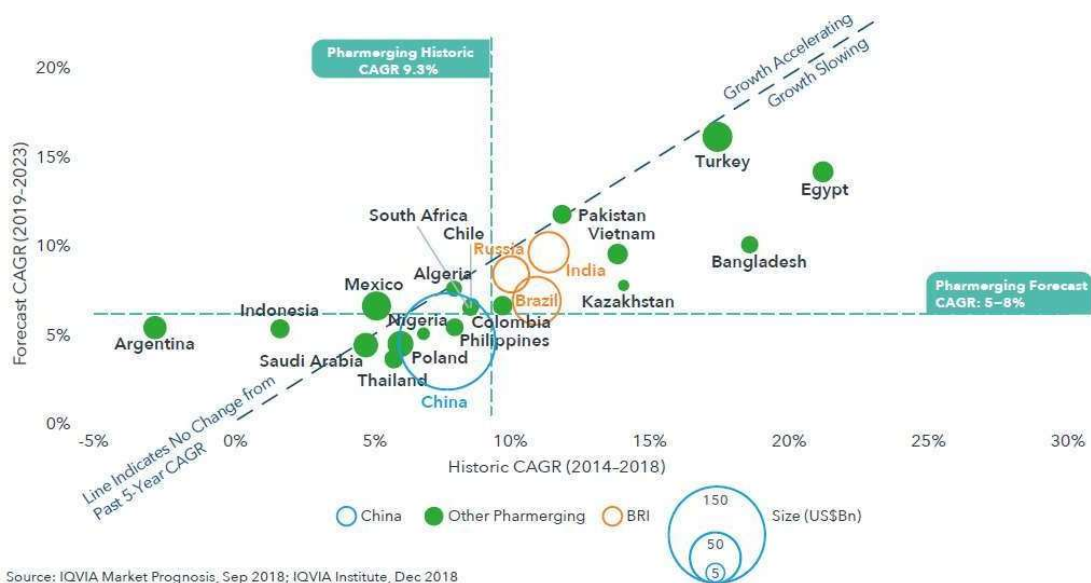 Pharmerging Historic
CAGR 9.3%
Growth Accelerating
Growth Slowing
Forecast CAGR (2019-2023)
20%
15%
10%
5%
0%
Turkey
Egypt
South Africa
Chile
Pakistan
Vietnam
Russia
India
Bangladesh
Algeria
Mexico
Brazil
Kazakhstan
Pharmerging Forecast
CAGR: 5–8%
Indonesia
Nigeria
Colombia
Philippines
Argentina
Saudi Arabia
Poland
Thailand
China
-5%
0%
5%
10%
15%
20%
25%
30%
Line Indicates No Change from
Past 5-Year CAGR
Historic CAGR (2014–2018)
China
Other Pharmerging
BRI
150
50
5
Size (US$Bn)
Source: IQVIA Market Prognosis, Sep 2018; IQVIA Institute, Dec 2018